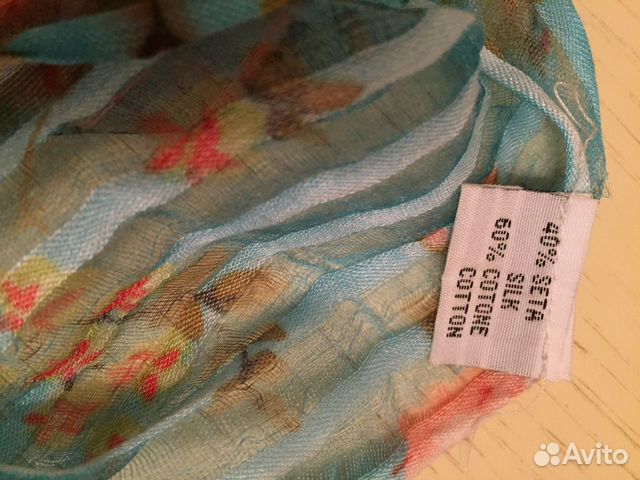 40% SETA
SILK
60% COTONE
COTTON
Avito